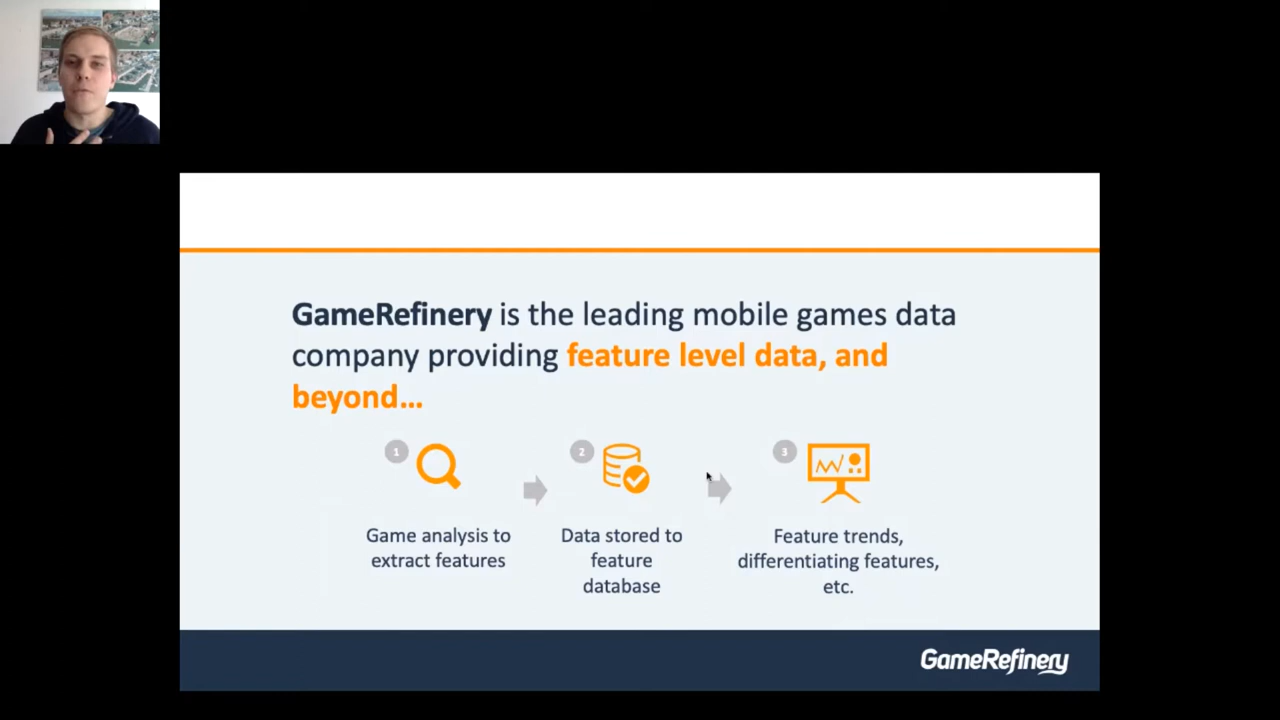 GameRefinery is the leading mobile games data
company providing feature level data, and
beyond...
1
2
3
Game analysis to
extract features
Data stored to
feature
database
Feature trends,
differentiating features,
etc.
GameRefinery